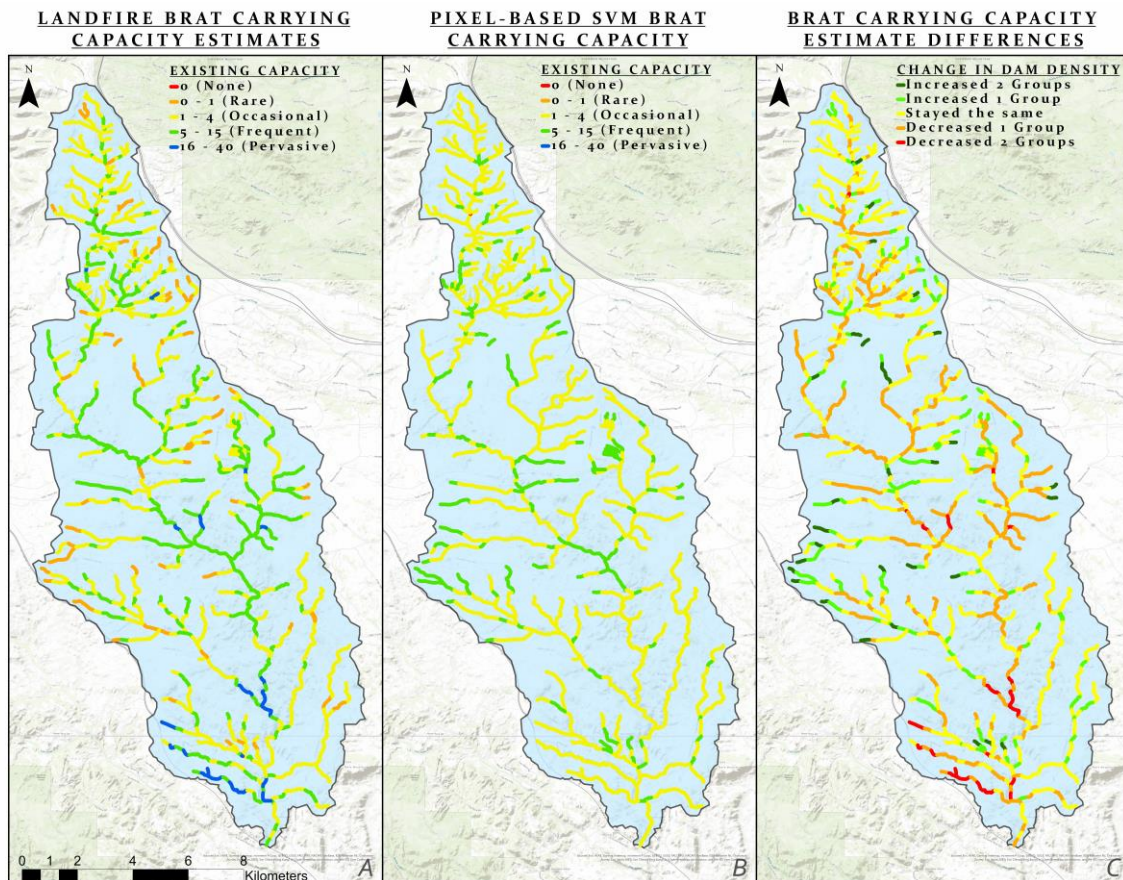 LANDFIRE BRAT CARRYING
CAPACITY ESTIMATES
N
EXISTING CAPACITY
0 (None)
0 - 1 (Rare)
1 - 4 (Occasional)
5 - 15 (Frequent)
16 - 40 (Pervasive)
0 1 2 4 6 8
Kilometers
A
PIXEL-BASED SVM BRAT
CARRYING CAPACITY
N
EXISTING CAPACITY
0 (None)
0 - 1 (Rare)
1 - 4 (Occasional)
5 - 15 (Frequent)
16 - 40 (Pervasive)
B
BRAT CARRYING CAPACITY
ESTIMATE DIFFERENCES
N
CHANGE IN DAM DENSITY
Increased 2 Groups
Increased 1 Group
Stayed the same
Decreased 1 Group
Decreased 2 Groups
C